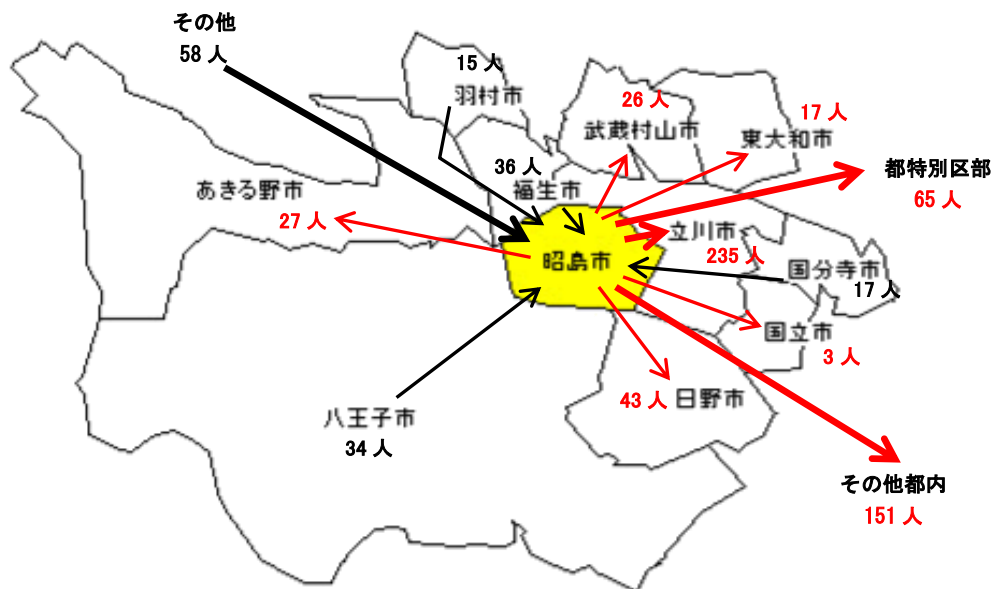 その他
58 人
15 人
羽村市
26 人
武蔵村山市
17 人
東大和市
都特別区部
65 人
36 人
福生市
あきる野市
27 人
立川市
235 人
昭島市
国分寺市
17 人
国立市
3 人
43 人
日野市
八王子市
34 人
その他都内
151 人